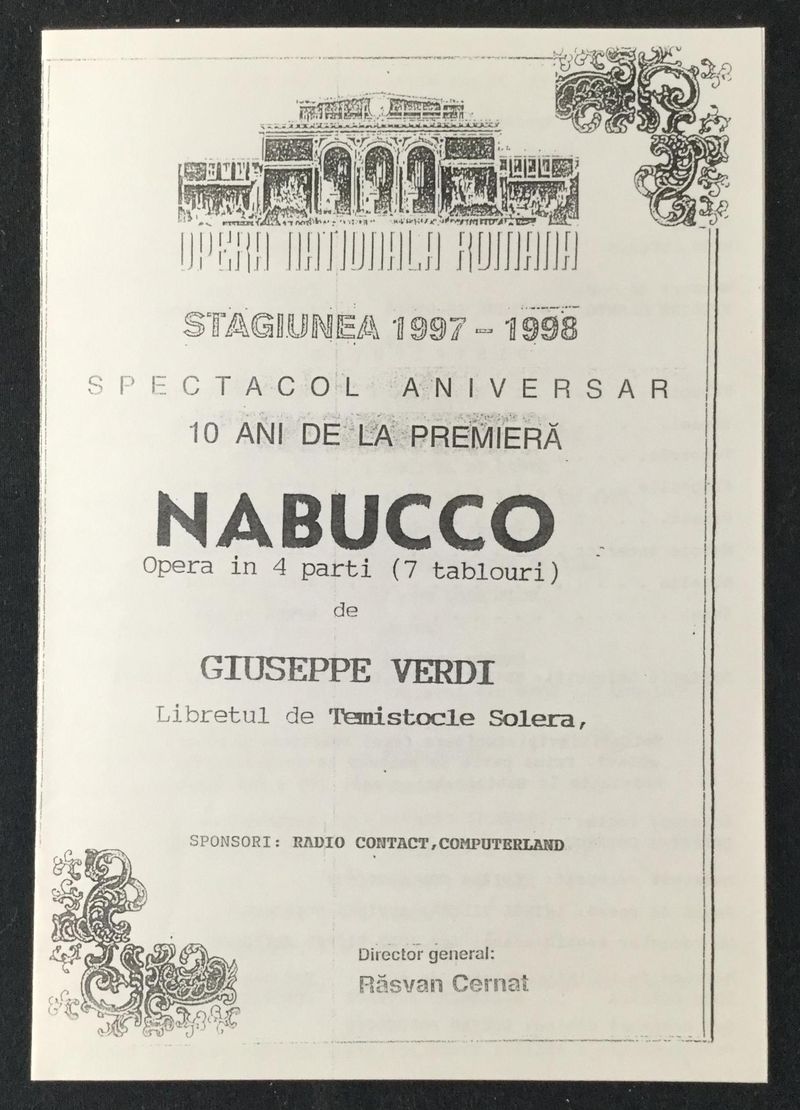 OPERA NATIONALA ROMANA
STAGIUNEA 1997 - 1998
SPECTACOL ANIVERSAR
10 ANI DE LA PREMIERĂ
NABUCCO
Opera in 4 parti (7 tablouri)
de
GIUSEPPE VERDI
Libretul de Temistocle Solera,
SPONSORI: RADIO CONTACT,COMPUTERLAND
Director general:
Răsvan Cernat